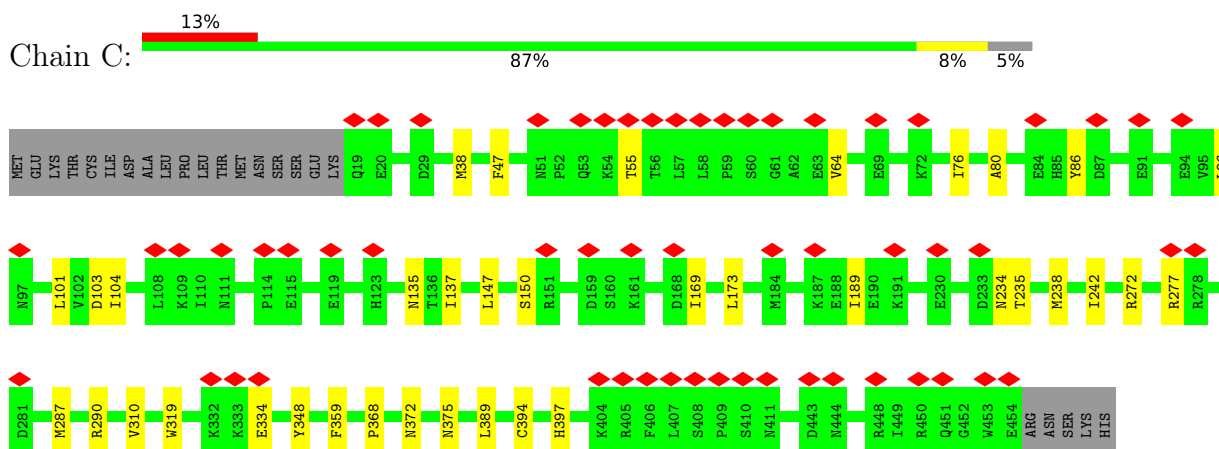 13%
Chain C:
87% 8% 5%
MET GLU LYS THR CYS ILE ASP ALA LEU PRO LEU THR MET ASN SER SER GLU LYS Q19 E20 D29 M38 F47 N51 P52 Q53 K54 T55 T56 L57 L58 P59 S60 G61 A62 E63 V64 E69 K72 I76 A80 E84 H85 Y86 D87 E91 E94 V95
N97 L101 V102 D103 I104 L108 K109 I110 N111 P114 E115 E119 H123 N135 T136 I137 L147 S150 R151 D159 S160 K161 D168 I169 L173 M184 K187 E188 I189 E190 K191 E230 D233 N234 T235 M238 I242 R272 R277 R278
D281 M287 R290 V310 W319 K332 K333 E334 Y348 F359 P368 N372 N375 L389 C394 H397 K404 R405 F406 L407 S408 P409 S410 N411 D443 N444 R448 I449 R450 Q451 G452 W453 E454 ARG ASN SER LYS HIS